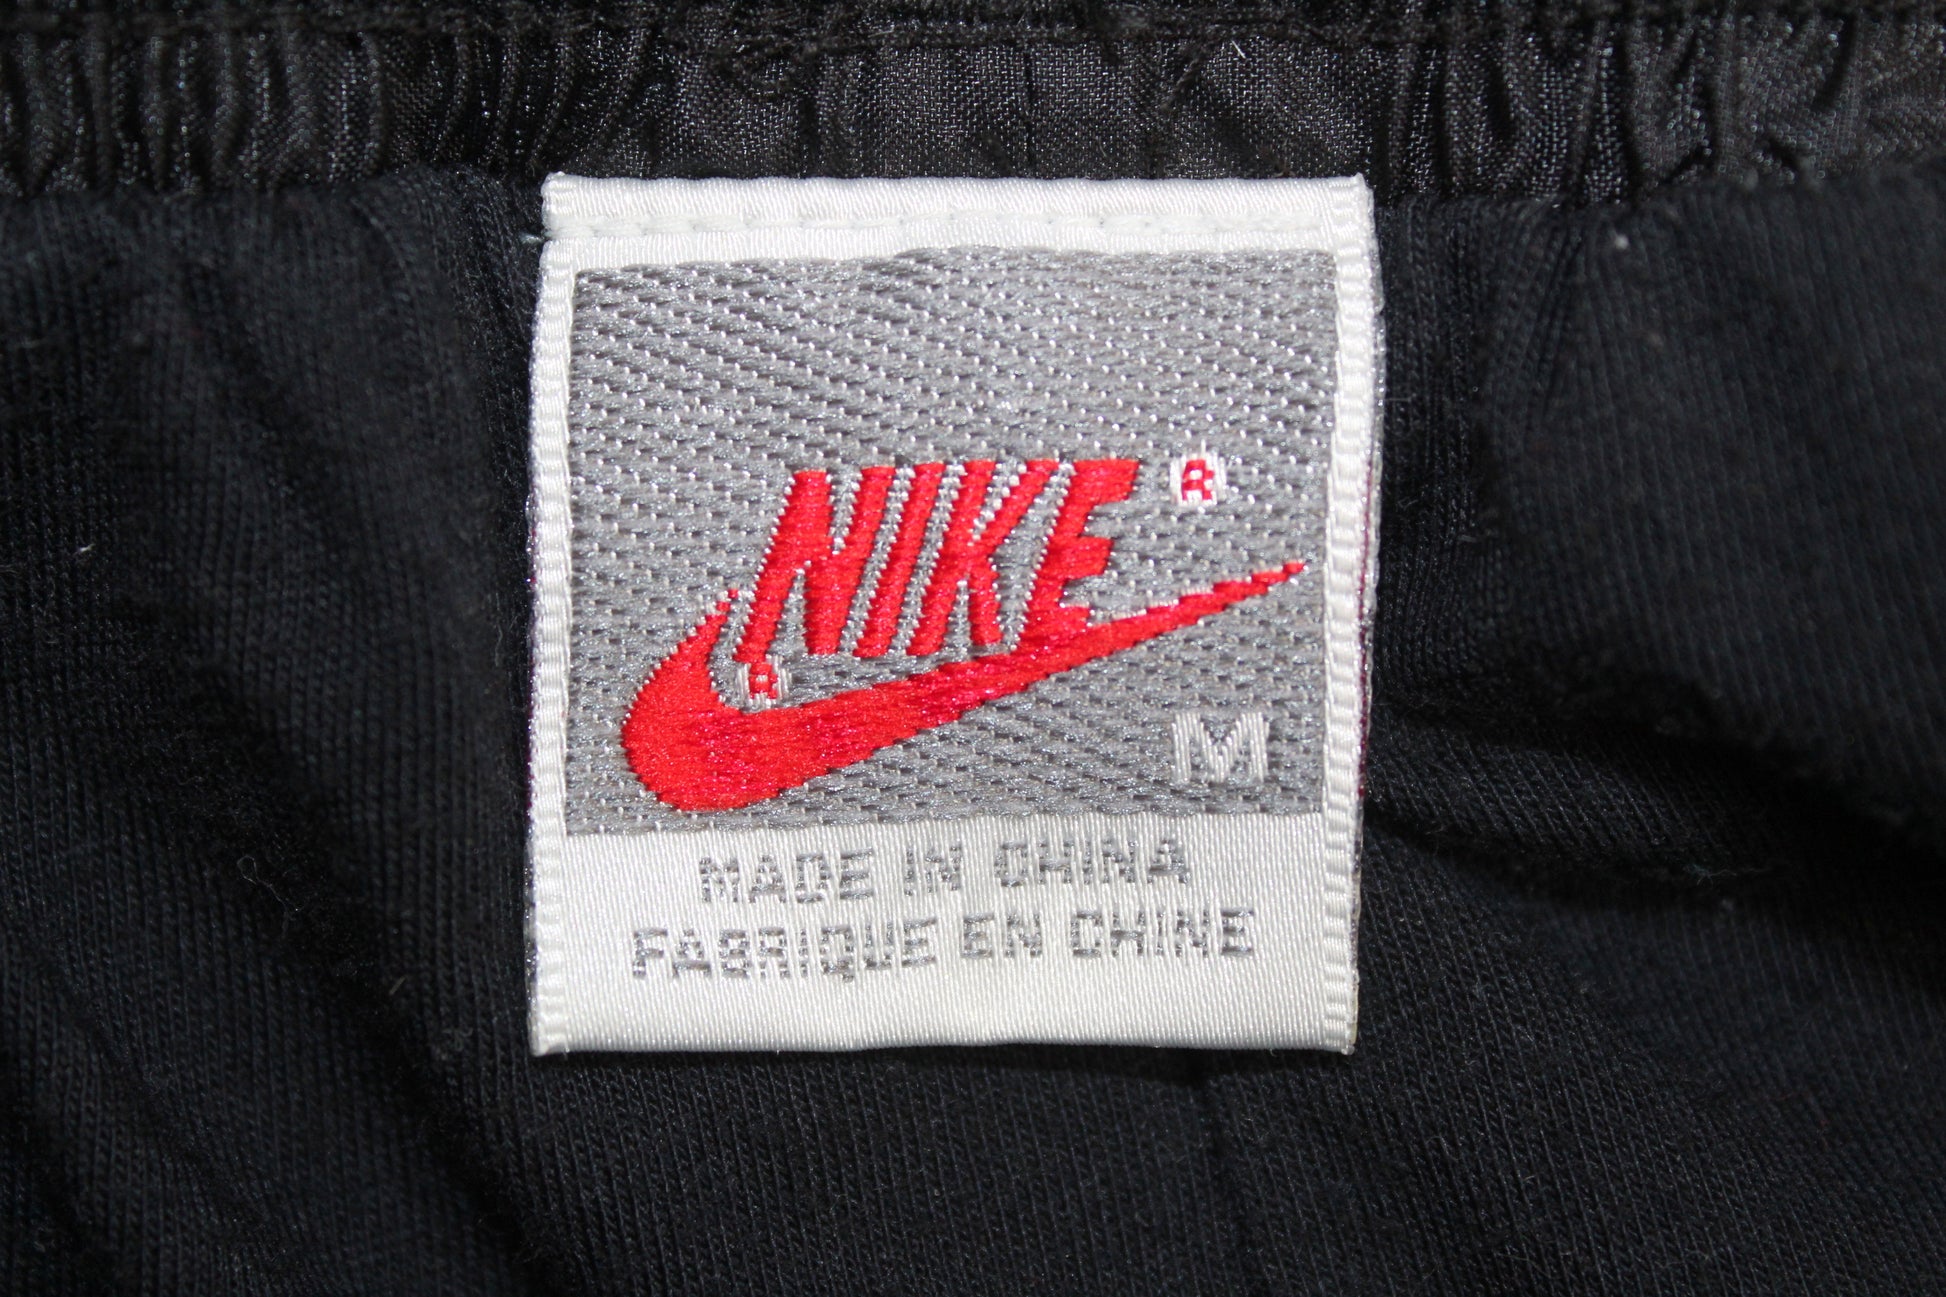 NIKE ®
®
M
MADE IN CHINA
FABRIQUE EN CHINE